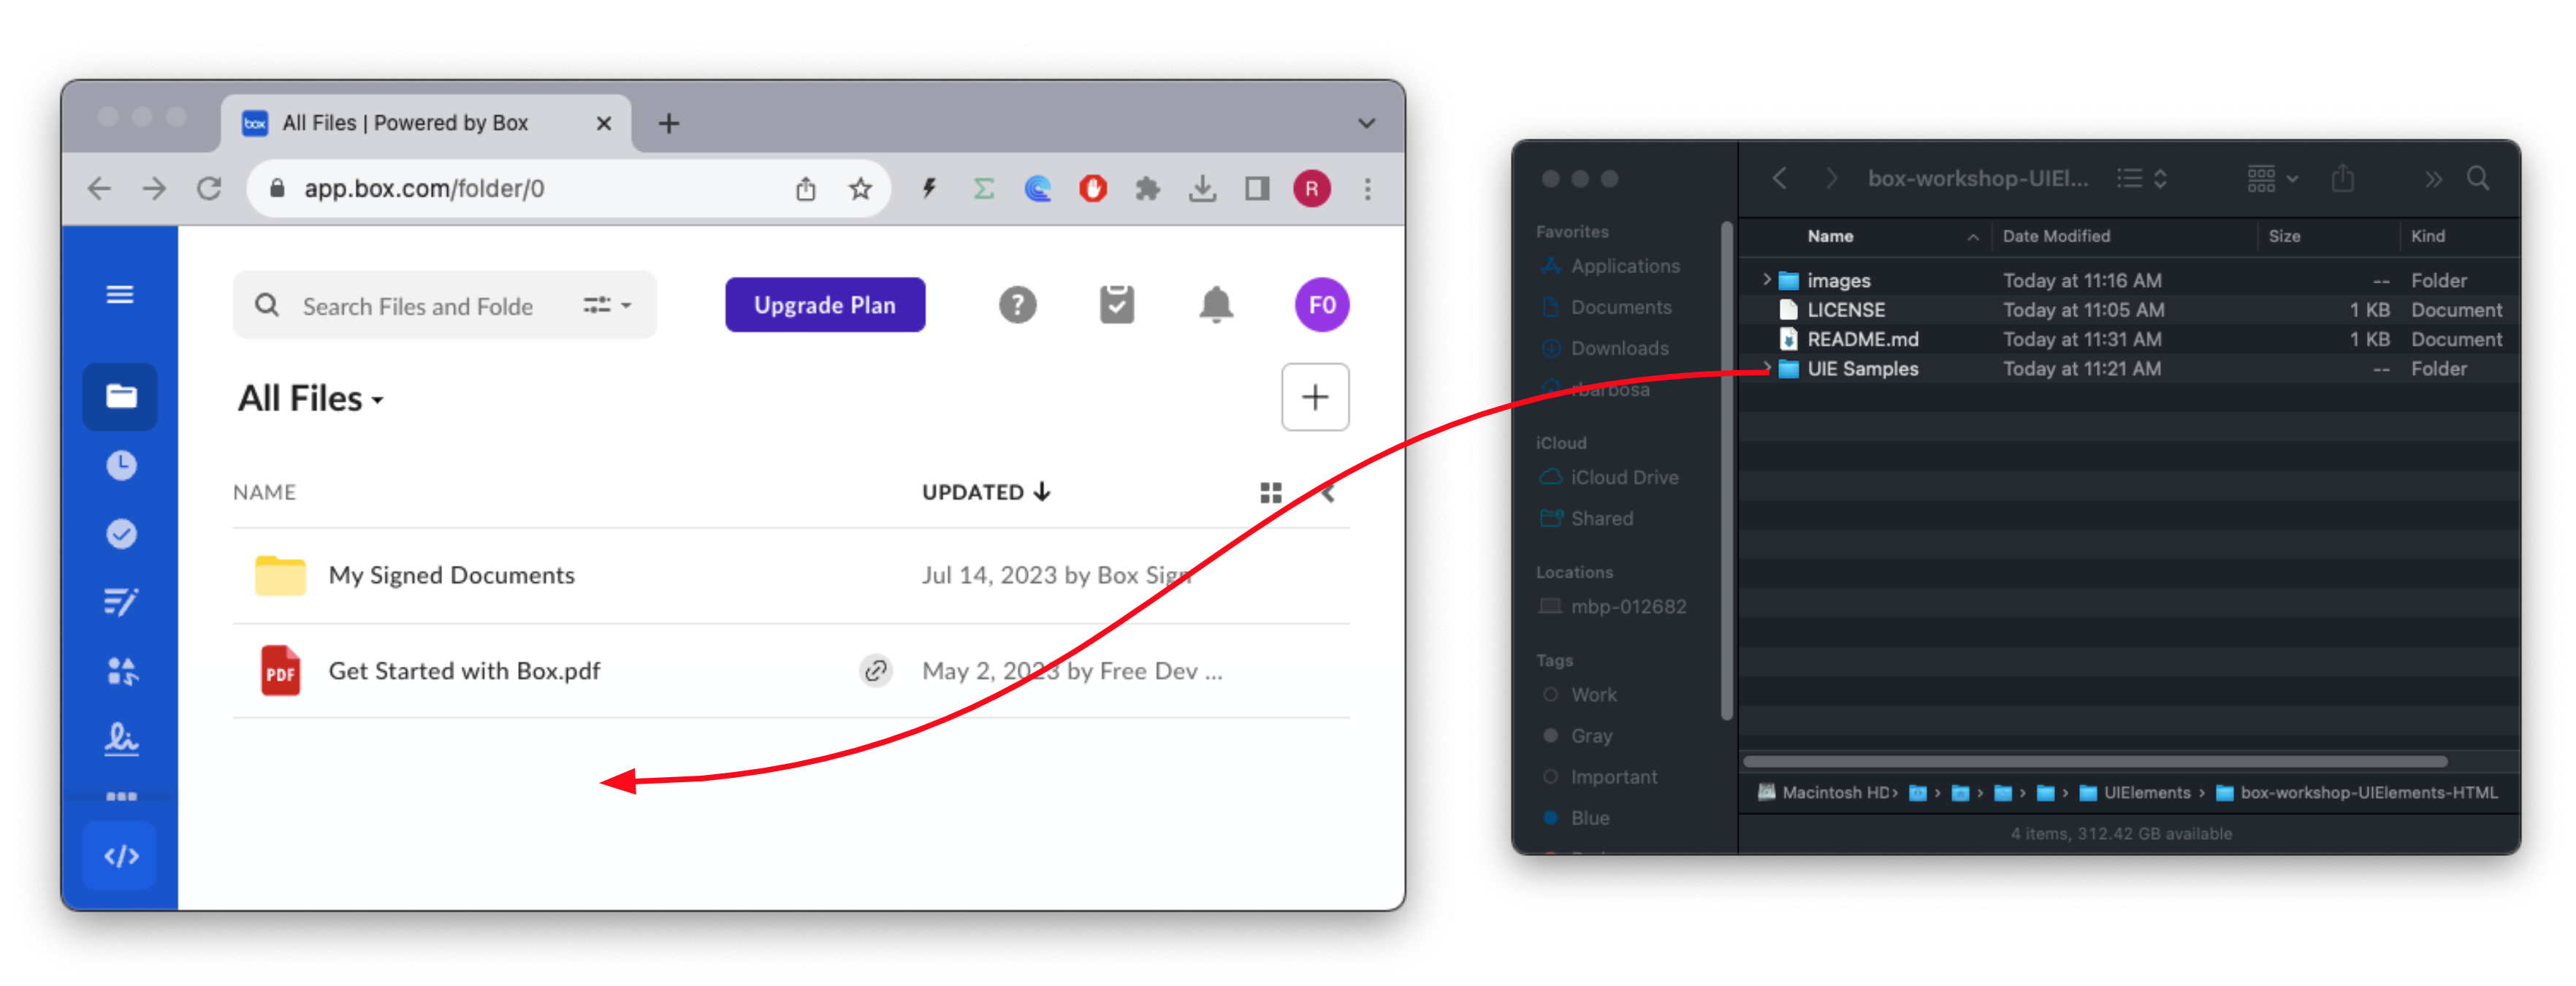 box All Files | Powered by Box
app.box.com/folder/0
R
Search Files and Folde
Upgrade Plan
?
F0
All Files
NAME
UPDATED
My Signed Documents
Jul 14, 2023 by Box Sign
PDF
Get Started with Box.pdf
May 2, 2023 by Free Dev ...
</>
box-workshop-UIEl...
Favorites
Applications
Documents
Downloads
rbarbosa
iCloud
iCloud Drive
Shared
Locations
mbp-012682
Tags
Work
Gray
Important
Blue
Name Date Modified Size Kind
images Today at 11:16 AM -- Folder
LICENSE Today at 11:05 AM 1 KB Document
README.md Today at 11:31 AM 1 KB Document
UIE Samples Today at 11:21 AM -- Folder
Macintosh HD › › › › › UIElements › box-workshop-UIElements-HTML
4 items, 312.42 GB available